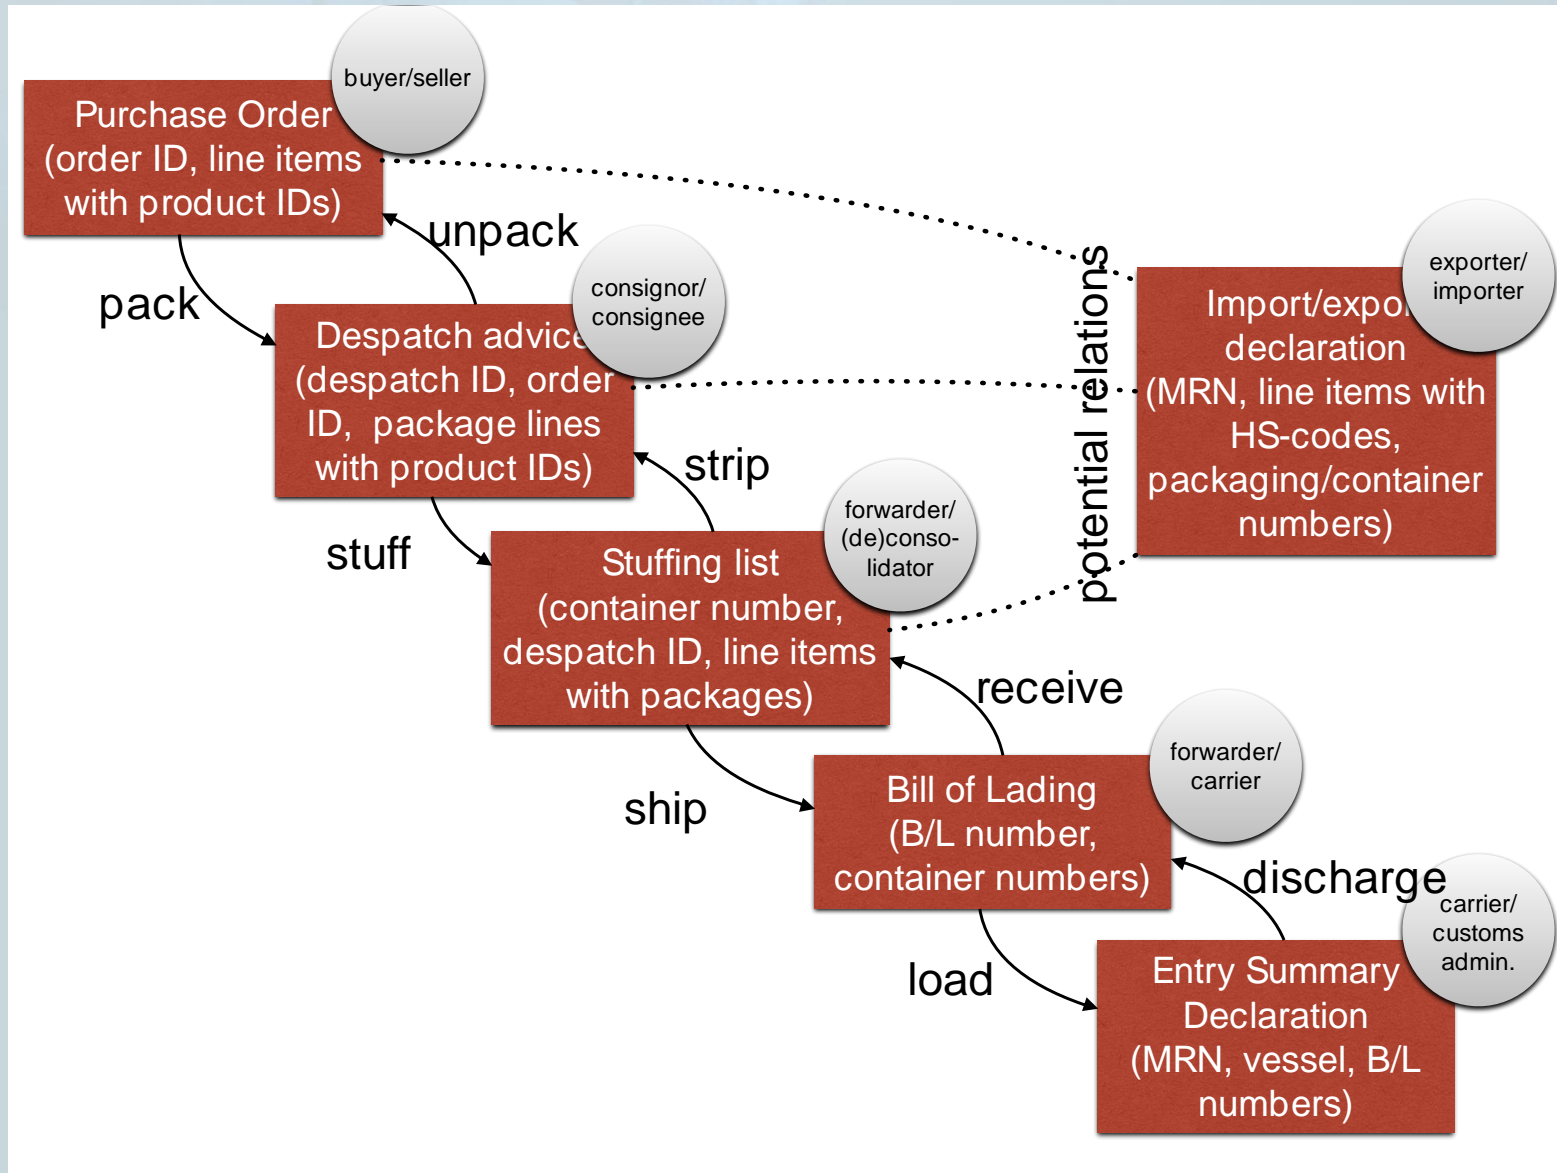 buyer/seller
Purchase Order
(order ID, line items
with product IDs)
unpack
pack
consignor/
consignee
Despatch advice
(despatch ID, order
ID, package lines
with product IDs)
strip
stuff
forwarder/
(de)conso-
lidator
Stuffing list
(container number,
despatch ID, line items
with packages)
potential relations
exporter/
importer
Import/expor
declaration
(MRN, line items with
HS-codes,
packaging/container
numbers)
receive
ship
forwarder/
carrier
Bill of Lading
(B/L number,
container numbers)
discharge
load
carrier/
customs
admin.
Entry Summary
Declaration
(MRN, vessel, B/L
numbers)